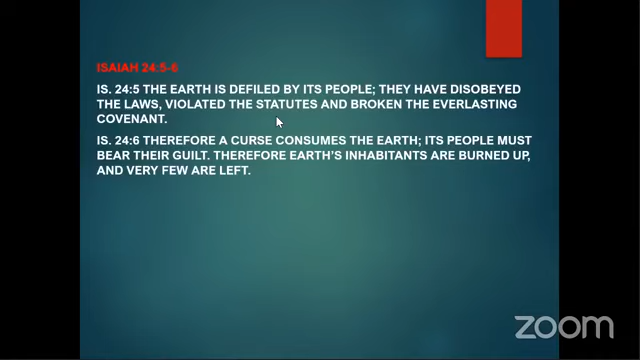 ISAIAH 24:5-6
IS. 24:5 THE EARTH IS DEFILED BY ITS PEOPLE; THEY HAVE DISOBEYED
THE LAWS, VIOLATED THE STATUTES AND BROKEN THE EVERLASTING
COVENANT.
IS. 24:6 THEREFORE A CURSE CONSUMES THE EARTH; ITS PEOPLE MUST
BEAR THEIR GUILT. THEREFORE EARTH'S INHABITANTS ARE BURNED UP,
AND VERY FEW ARE LEFT.
zoom